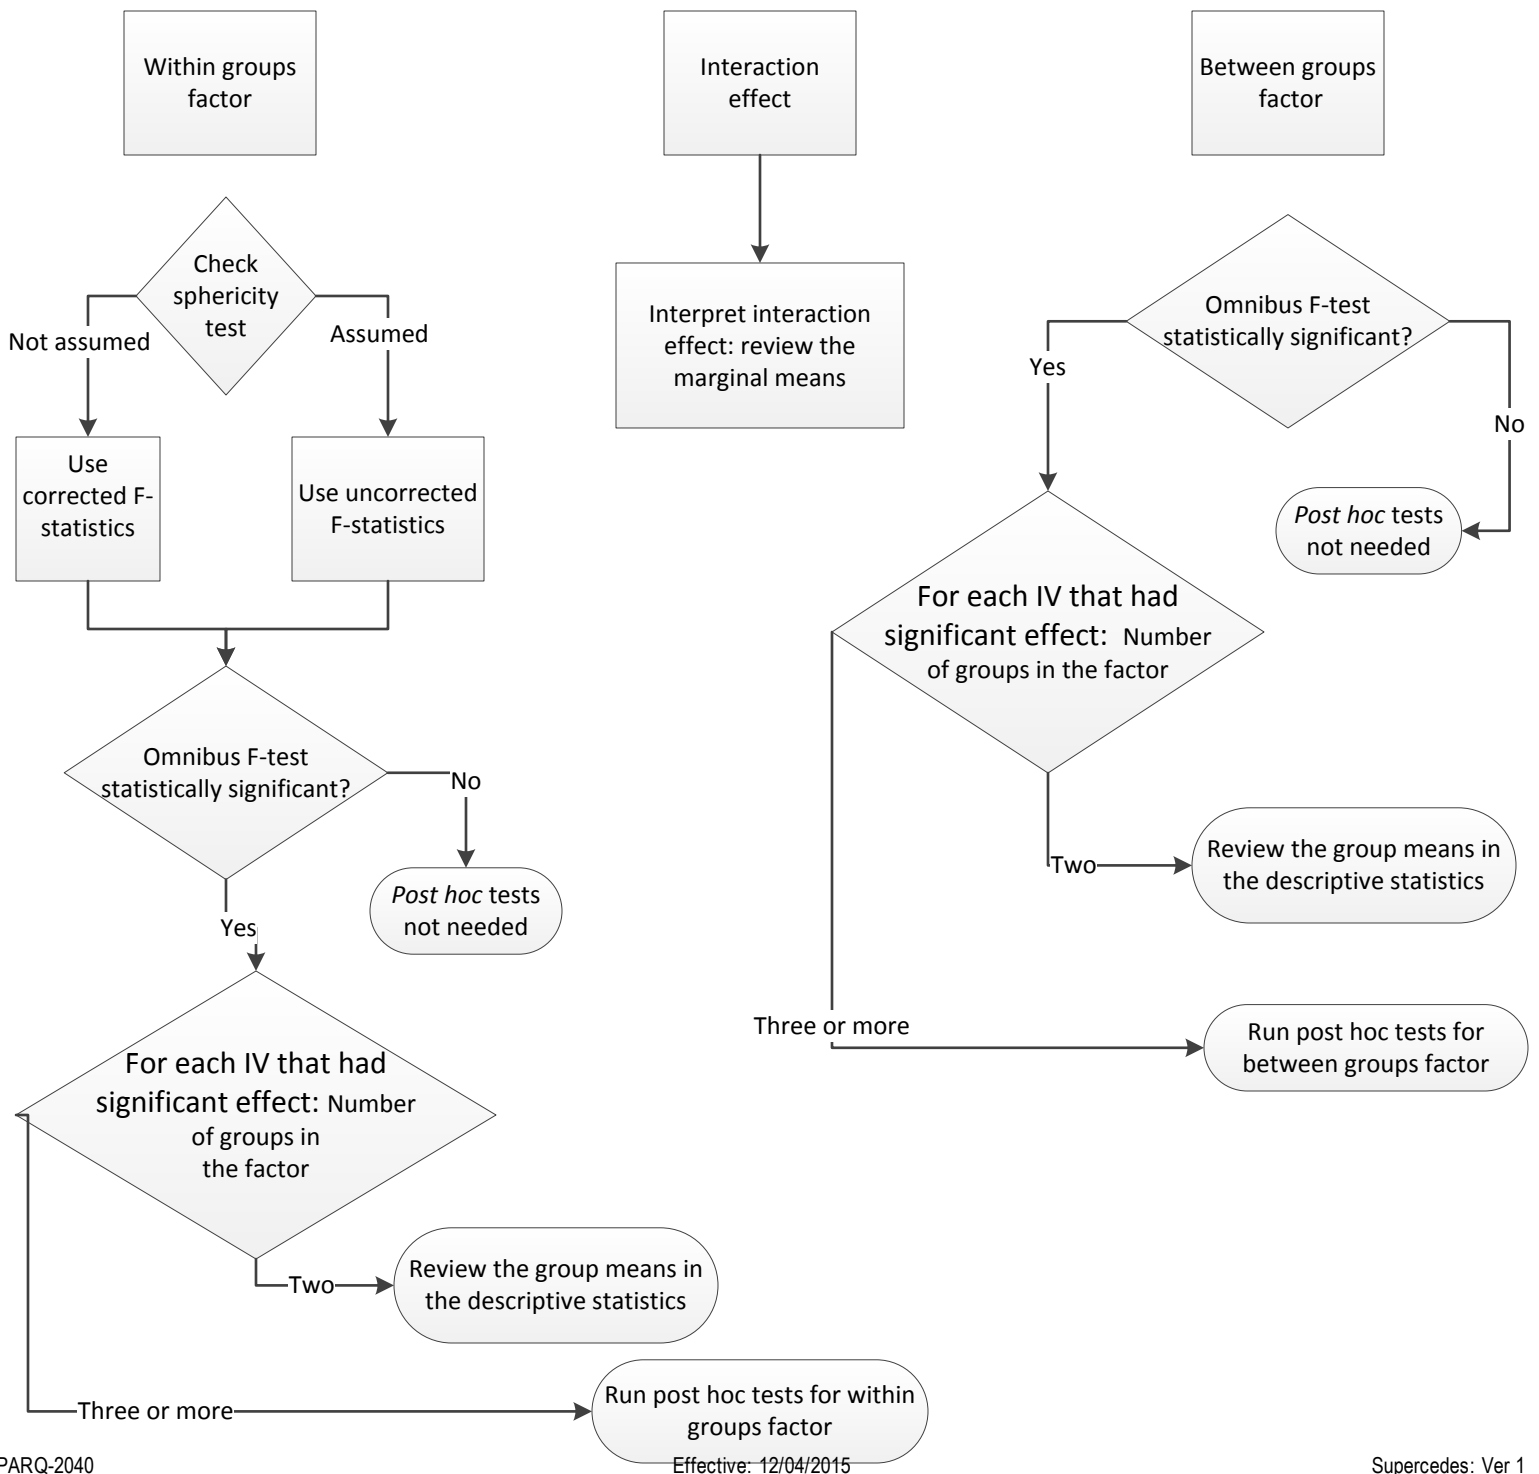 Within groups
factor
Interaction
effect
Between groups
factor
Check
sphericity
test
Not assumed
Assumed
Interpret interaction
effect: review the
marginal means
Omnibus F-test
statistically significant?
Yes
No
Use
corrected F-
statistics
Use uncorrected
F-statistics
Post hoc tests
not needed
For each IV that had
significant effect: Number
of groups in the factor
Omnibus F-test
statistically significant?
No
Yes
Post hoc tests
not needed
Two
Review the group means in
the descriptive statistics
Three or more
Run post hoc tests for
between groups factor
For each IV that had
significant effect: Number
of groups in
the factor
Two
Review the group means in
the descriptive statistics
Three or more
Run post hoc tests for within
groups factor
PARQ-2040
Effective: 12/04/2015
Supercedes: Ver 1